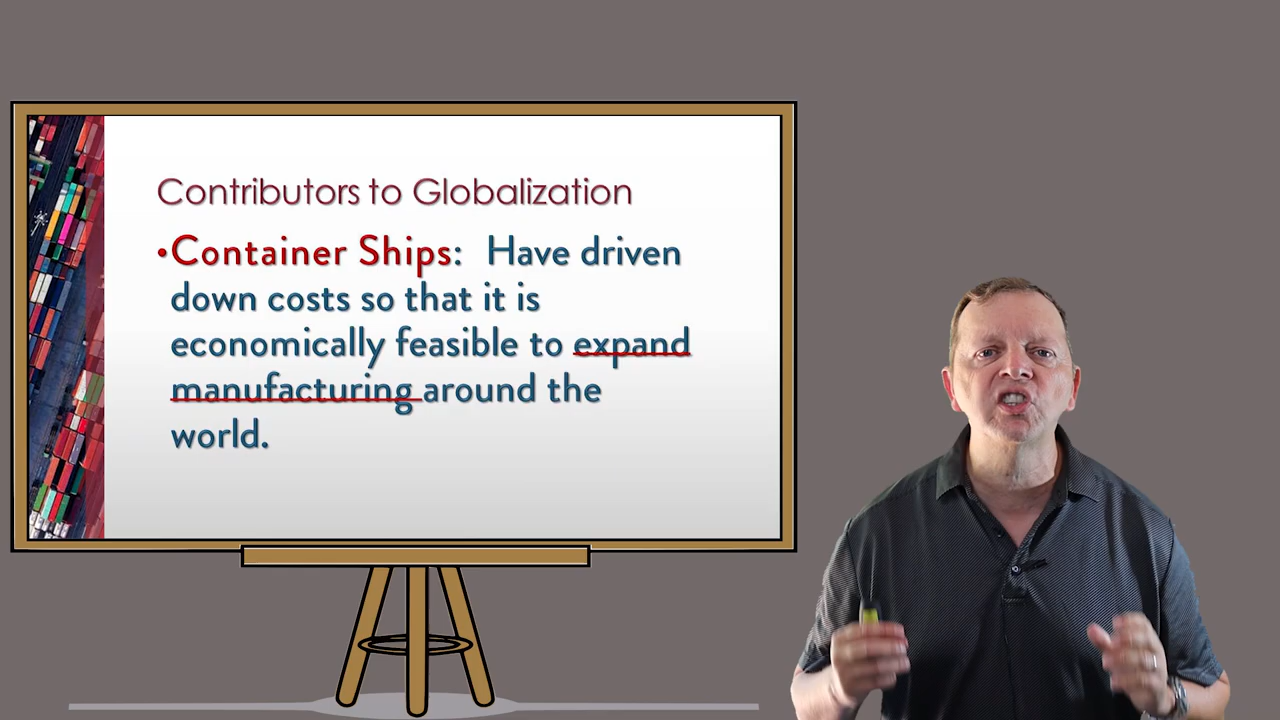 Contributors to Globalization
•Container Ships: Have driven
down costs so that it is
economically feasible to expand
manufacturing around the
world.